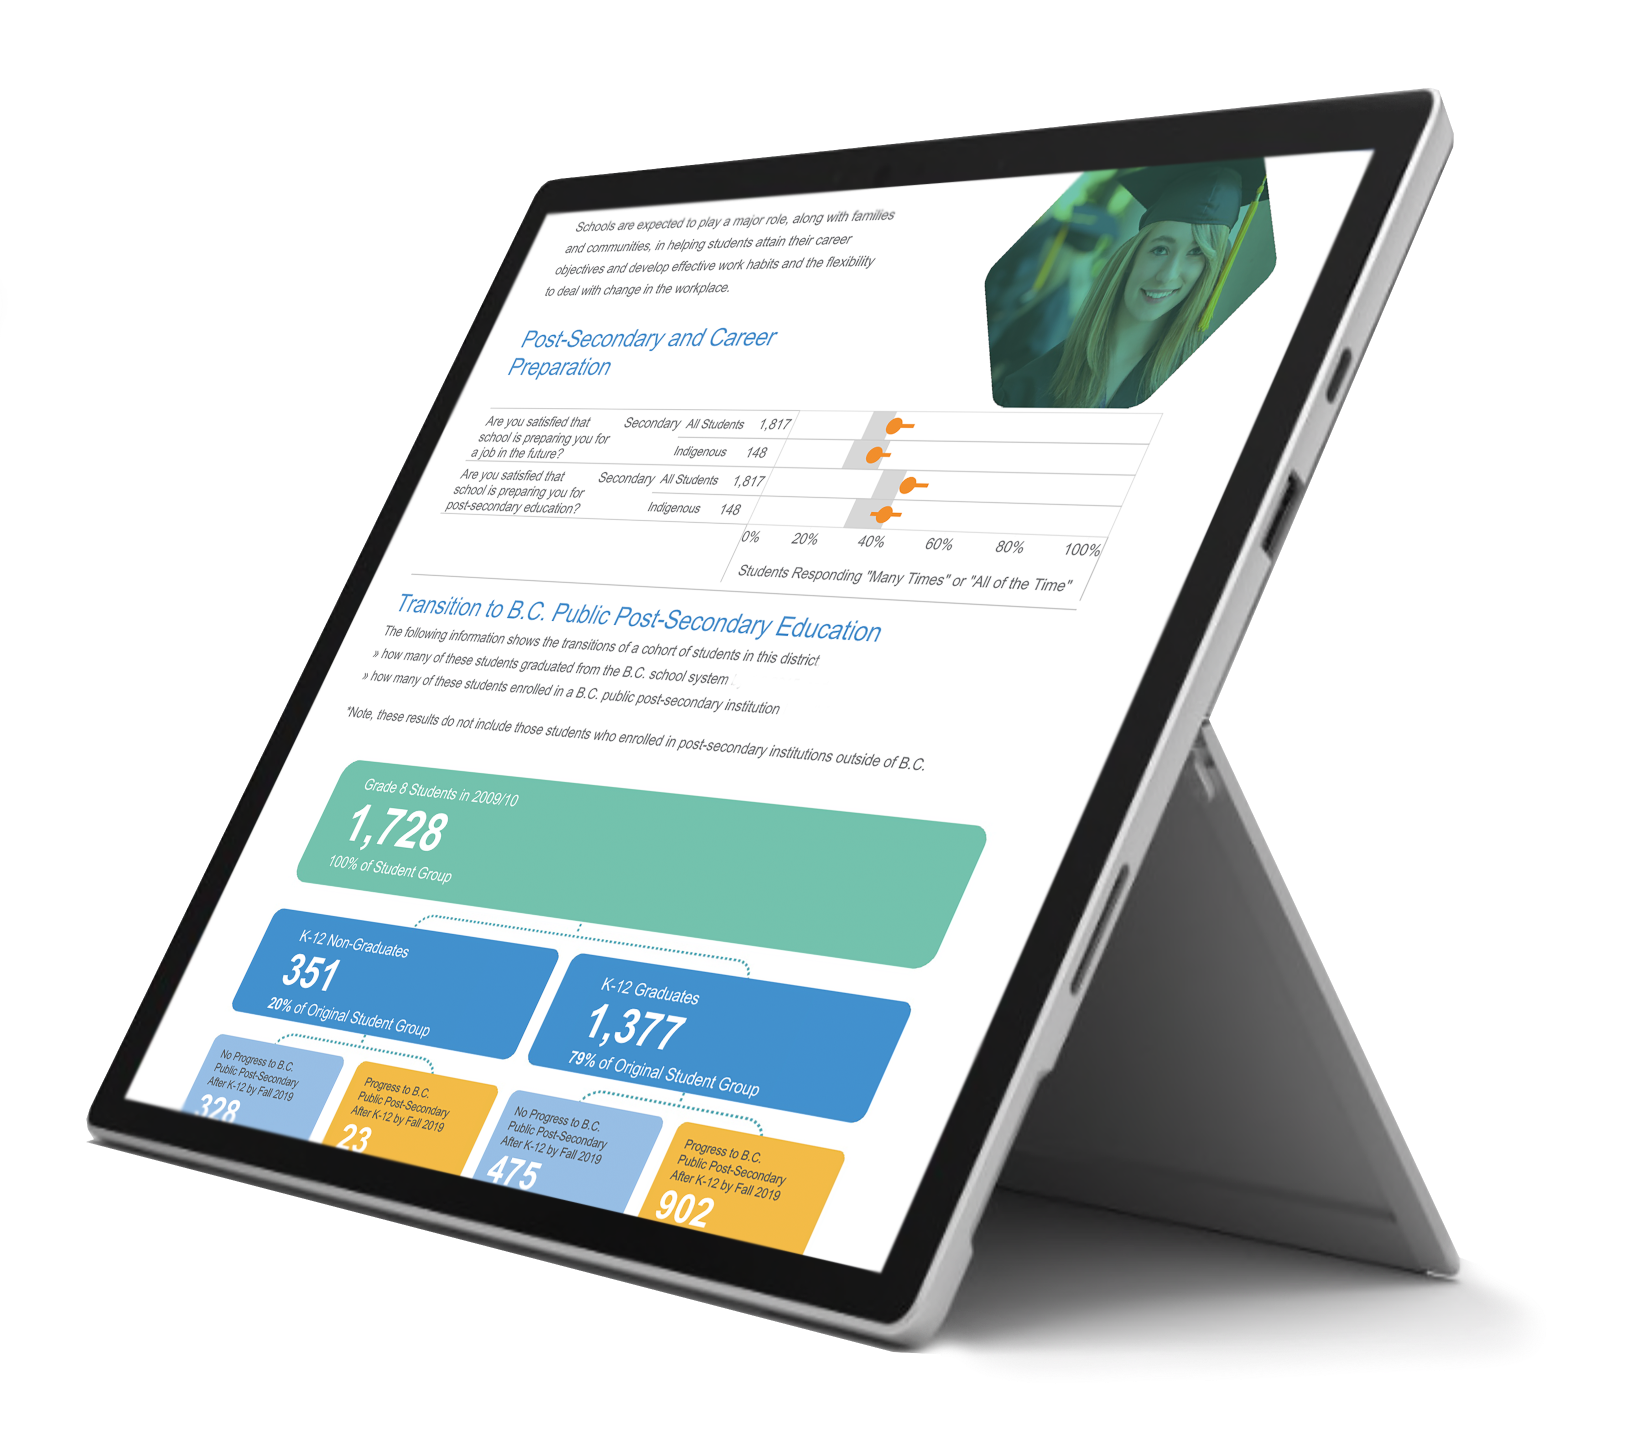 Schools are expected to play a major role, along with families
and communities, in helping students attain their career
objectives and develop effective work habits and the flexibility
to deal with change in the workplace.
Post-Secondary and Career
Preparation
Are you satisfied that
school is preparing you for
a job in the future?
Secondary All Students 1,817
Indigenous 148
Are you satisfied that
school is preparing you for
post-secondary education?
Secondary All Students 1,817
Indigenous 148
0% 20% 40% 60% 80% 100%
Students Responding "Many Times" or "All of the Time"
Transition to B.C. Public Post-Secondary Education
The following information shows the transitions of a cohort of students in this district
» how many of these students graduated from the B.C. school system
» how many of these students enrolled in a B.C. public post-secondary institution
*Note, these results do not include those students who enrolled in post-secondary institutions outside of B.C.
Grade 8 Students in 2009/10
1,728
100% of Student Group
K-12 Non-Graduates
351
20% of Original Student Group
K-12 Graduates
1,377
79% of Original Student Group
No Progress to B.C.
Public Post-Secondary
After K-12 by Fall 2019
328
Progress to B.C.
Public Post-Secondary
After K-12 by Fall 2019
23
No Progress to B.C.
Public Post-Secondary
After K-12 by Fall 2019
475
Progress to B.C.
Public Post-Secondary
After K-12 by Fall 2019
902